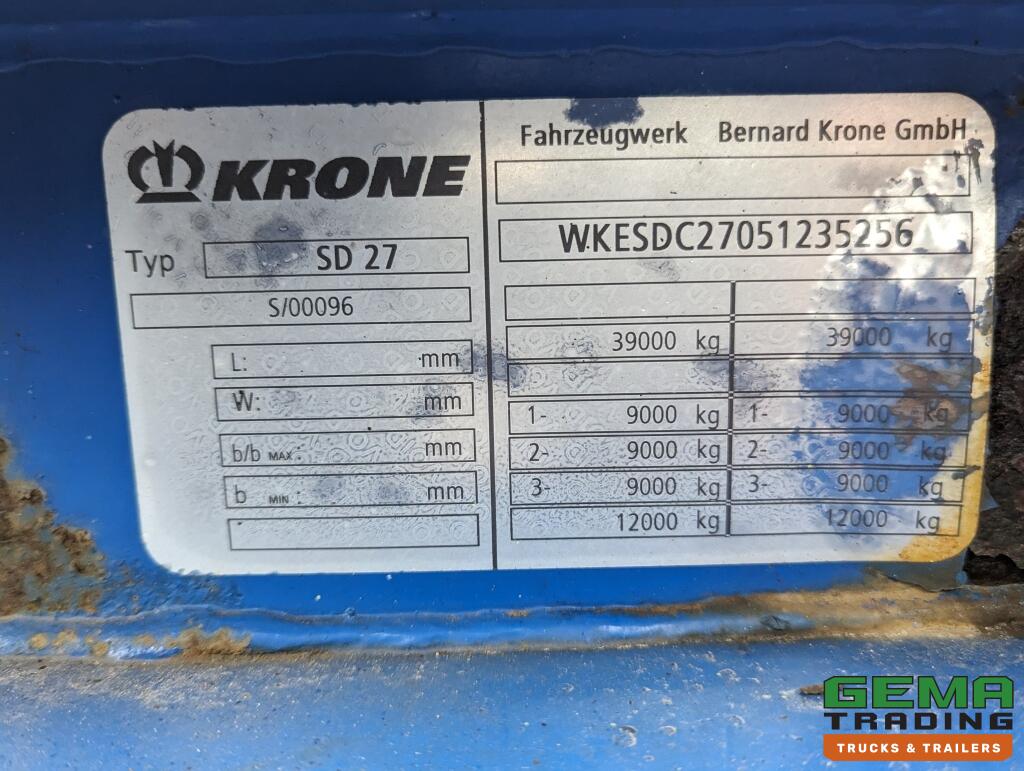 KRONE
Typ SD 27
S/00096
L: mm
W: mm
b/b MAX: mm
b MIN: mm
Fahrzeugwerk Bernard Krone GmbH
WKESDC27051235256
39000 kg 39000 kg
1- 9000 kg 1- 9000 kg
2- 9000 kg 2- 9000 kg
3- 9000 kg 3- 9000 kg
12000 kg 12000 kg
GEMA
TRADING
TRUCKS & TRAILERS